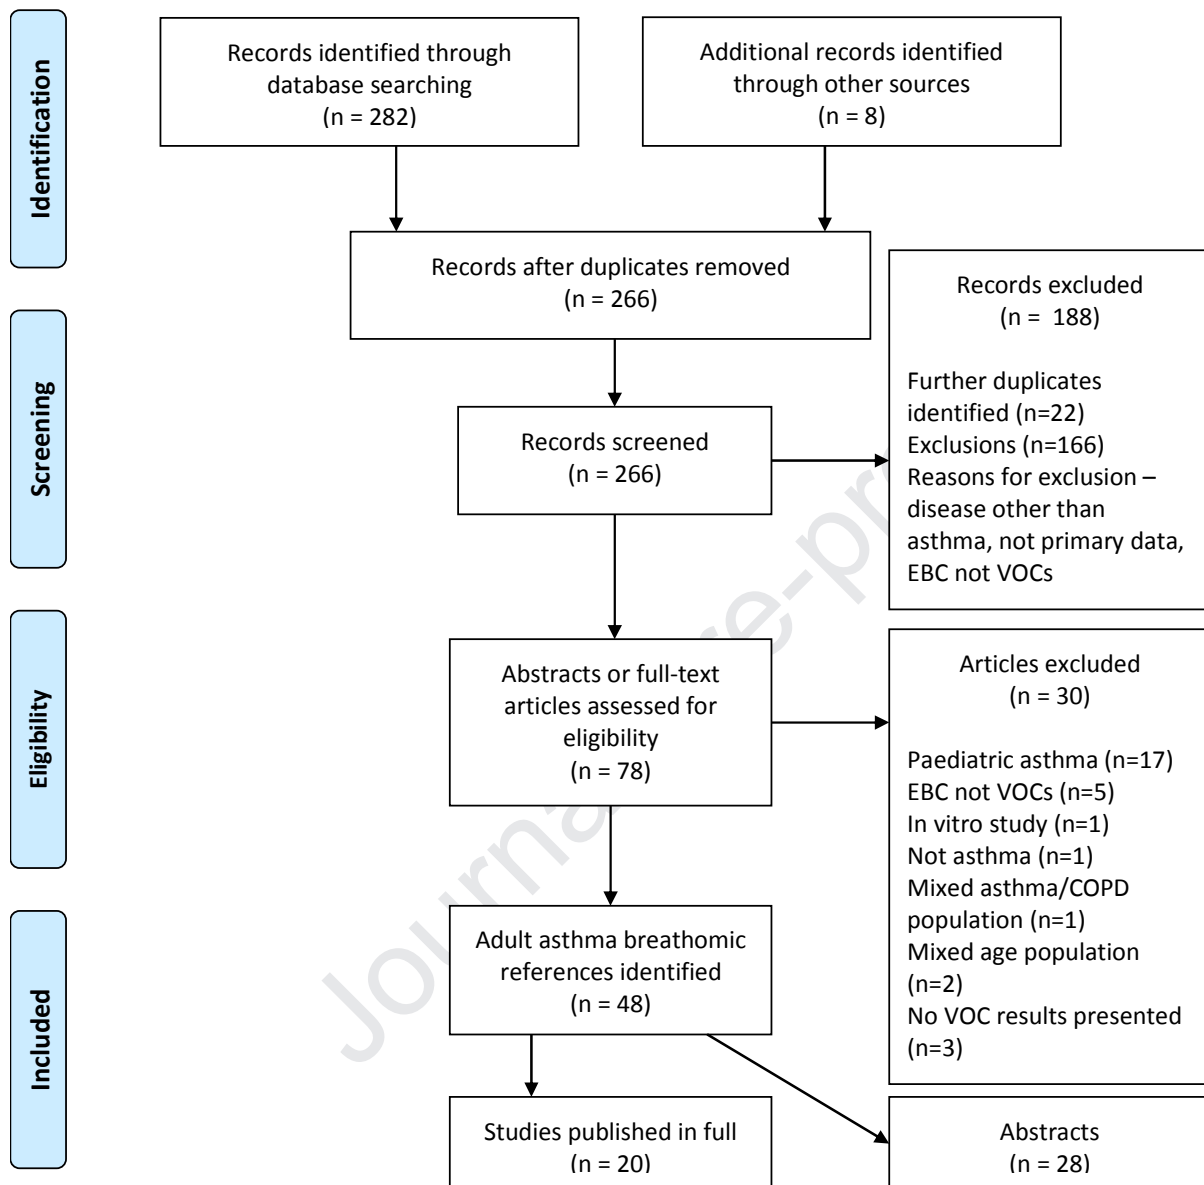 Identification
Records identified through
database searching
(n = 282)
Additional records identified
through other sources
(n = 8)
Records after duplicates removed
(n = 266)
Screening
Records screened
(n = 266)
Records excluded
(n =  188)
Further duplicates
identified (n=22)
Exclusions (n=166)
Reasons for exclusion –
disease other than
asthma, not primary data,
EBC not VOCs
Eligibility
Abstracts or full-text
articles assessed for
eligibility
(n = 78)
Articles excluded
(n = 30)
Paediatric asthma (n=17)
EBC not VOCs (n=5)
In vitro study (n=1)
Not asthma (n=1)
Mixed asthma/COPD
population (n=1)
Mixed age population
(n=2)
No VOC results presented
(n=3)
Included
Adult asthma breathomic
references identified
(n = 48)
Studies published in full
(n = 20)
Abstracts
(n = 28)